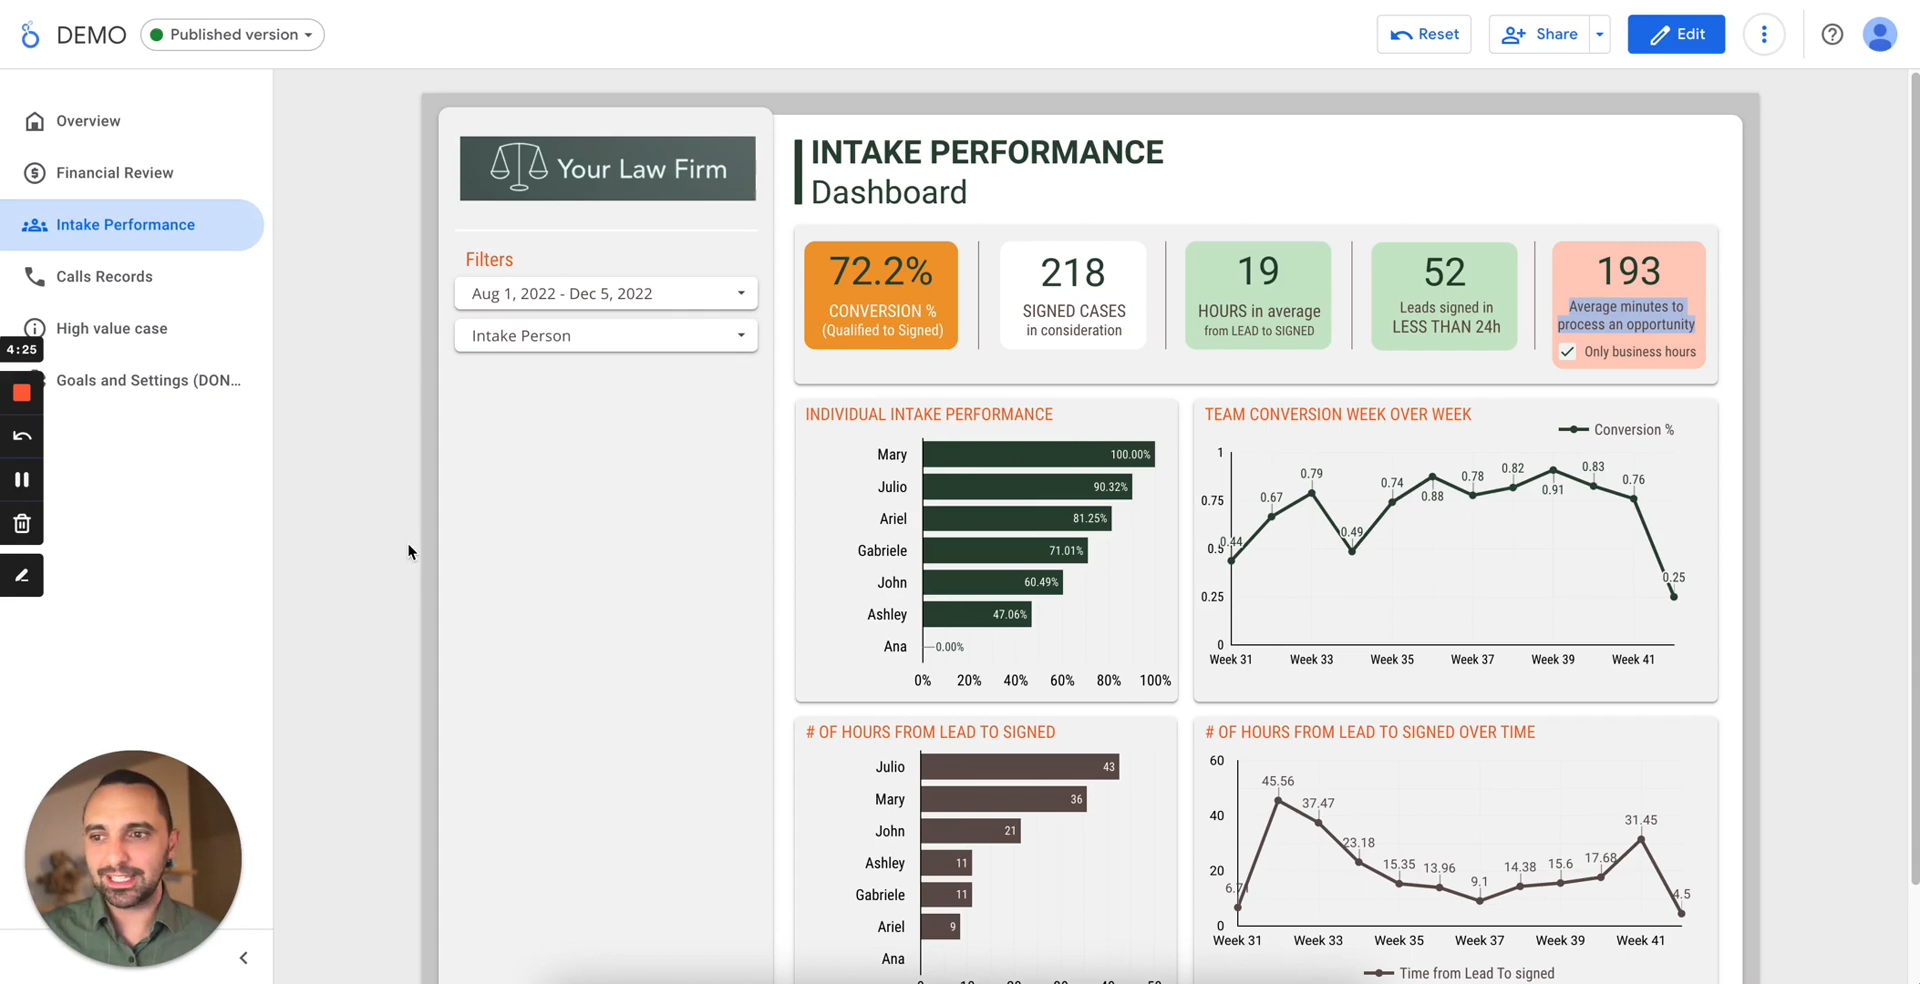 DEMO
Published version
Reset
Share
Edit
Overview
Financial Review
Intake Performance
Calls Records
High value case
4:25
Goals and Settings (DON...
Your Law Firm
Filters
Aug 1, 2022 - Dec 5, 2022
Intake Person
INTAKE PERFORMANCE
Dashboard
72.2%
CONVERSION %
(Qualified to Signed)
218
SIGNED CASES
in consideration
19
HOURS in average
from LEAD to SIGNED
52
Leads signed in
LESS THAN 24h
193
Average minutes to
process an opportunity
Only business hours
INDIVIDUAL INTAKE PERFORMANCE
Mary 100.00%
Julio 90.32%
Ariel 81.25%
Gabriele 71.01%
John 60.49%
Ashley 47.06%
Ana 0.00%
0% 20% 40% 60% 80% 100%
TEAM CONVERSION WEEK OVER WEEK
Conversion %
1
0.75
0.5
0.25
0
0.44 0.67 0.79 0.49 0.74 0.88 0.78 0.82 0.91 0.83 0.76 0.25
Week 31 Week 33 Week 35 Week 37 Week 39 Week 41
# OF HOURS FROM LEAD TO SIGNED
Julio 43
Mary 36
John 21
Ashley 11
Gabriele 11
Ariel 9
Ana
# OF HOURS FROM LEAD TO SIGNED OVER TIME
60
40
20
0
45.56 37.47 23.18 15.35 13.96 9.1 14.38 15.6 17.68 31.45 4.5
Week 31 Week 33 Week 35 Week 37 Week 39 Week 41
Time from Lead To signed